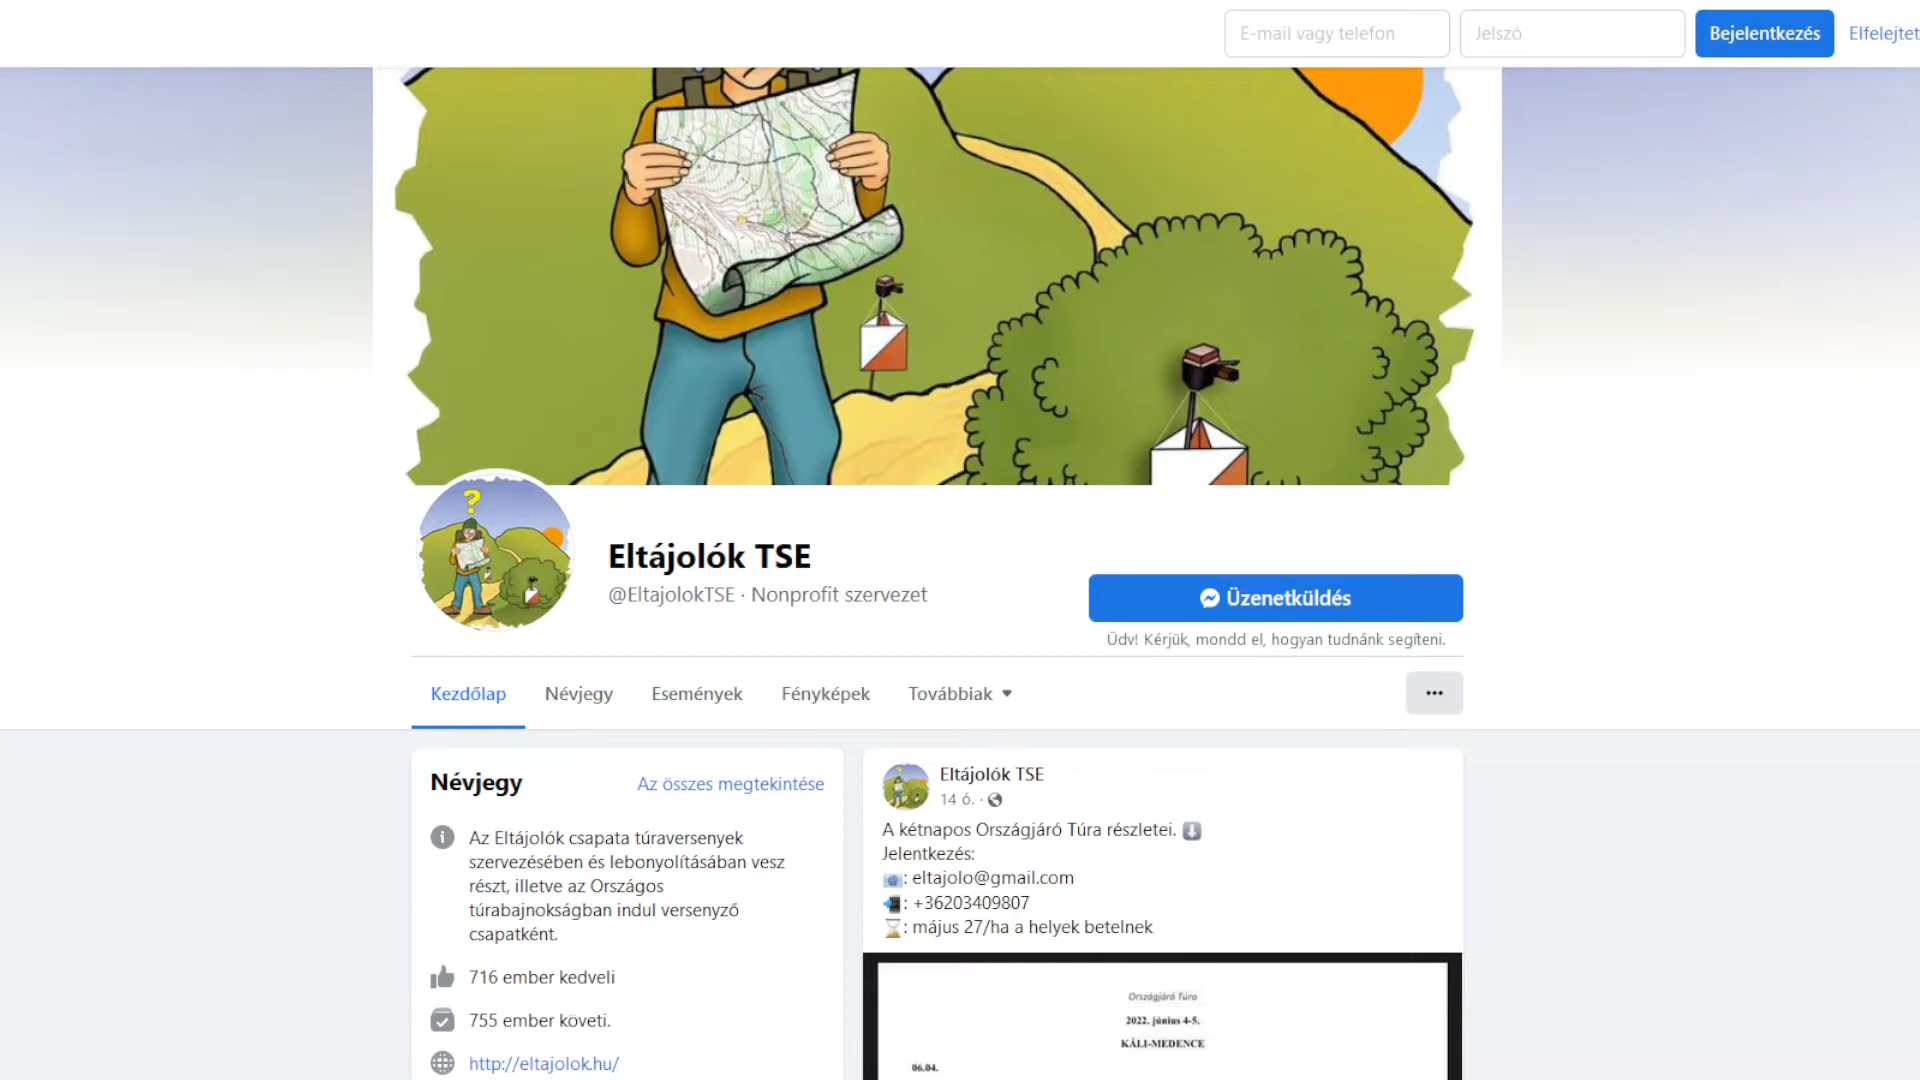 E-mail vagy telefon
Jelszó
Bejelentkezés
Elfelejtet
?
Eltájolók TSE
@EltajolokTSE · Nonprofit szervezet
Üzenetküldés
Üdv! Kérjük, mondd el, hogyan tudnánk segíteni.
Kezdőlap
Névjegy
Események
Fényképek
Továbbiak
Névjegy
Az összes megtekintése
Az Eltájolók csapata túraversenyek
szervezésében és lebonyolításában vesz
részt, illetve az Országos
túrabajnokságban indul versenyző
csapatként.
716 ember kedveli
755 ember követi.
http://eltajolok.hu/
Eltájolók TSE
14 ó. ·
A kétnapos Országjáró Túra részletei. ⬇️
Jelentkezés:
📧: eltajolo@gmail.com
📲: +36203409807
⏳: május 27/ha a helyek betelnek
Országjáró Túra
2022. június 4-5.
KÁLI-MEDENCE
06.04.